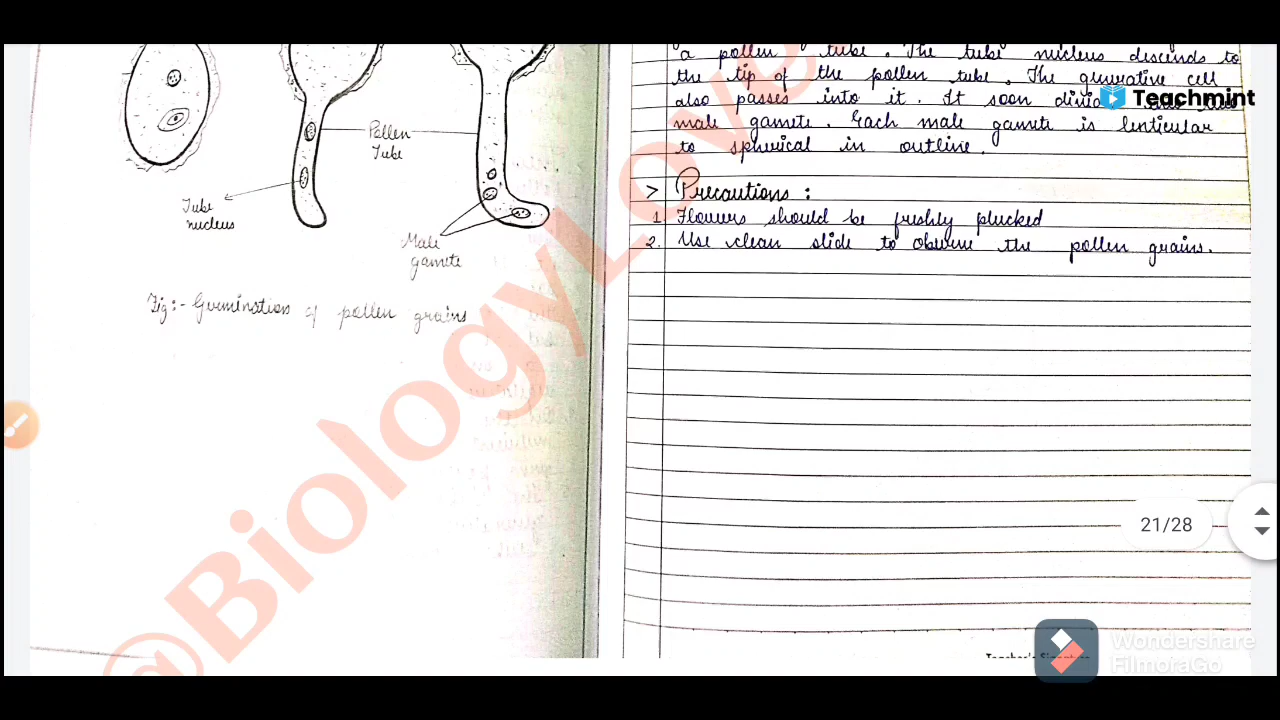 Pollen
Tube
Tube
nucleus
Male
gamete
Fig:- Germination of pollen grains
a pollen tube. The tube nucleus descends to
the tip of the pollen tube. The generative cell
also passes into it. It soon
male gamete. Each male gamete is lenticular
to spherical in outline.
> Precautions :
1 Flowers should be freshly plucked
2. Use clean slide to observe the pollen grains.
Teachmint
@BiologyLove
21/28
Teacher's
Wondershare
FilmoraGo